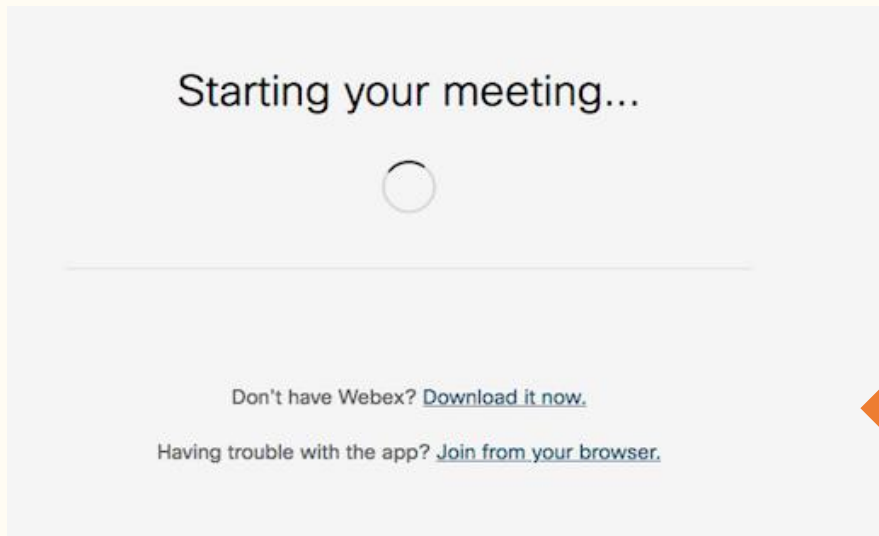 Starting your meeting...
Don't have Webex? Download it now.
Having trouble with the app? Join from your browser.